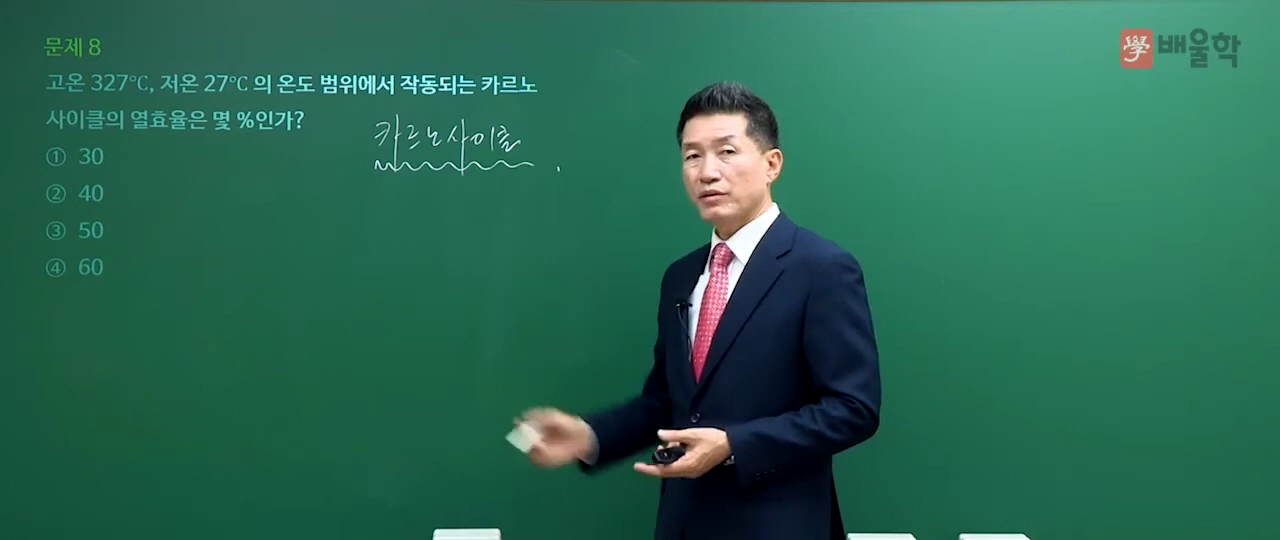 문제 8
고온 327℃, 저온 27℃ 의 온도 범위에서 작동되는 카르노
사이클의 열효율은 몇 %인가?
① 30
② 40
③ 50
④ 60
카르노사이클
學 배울학